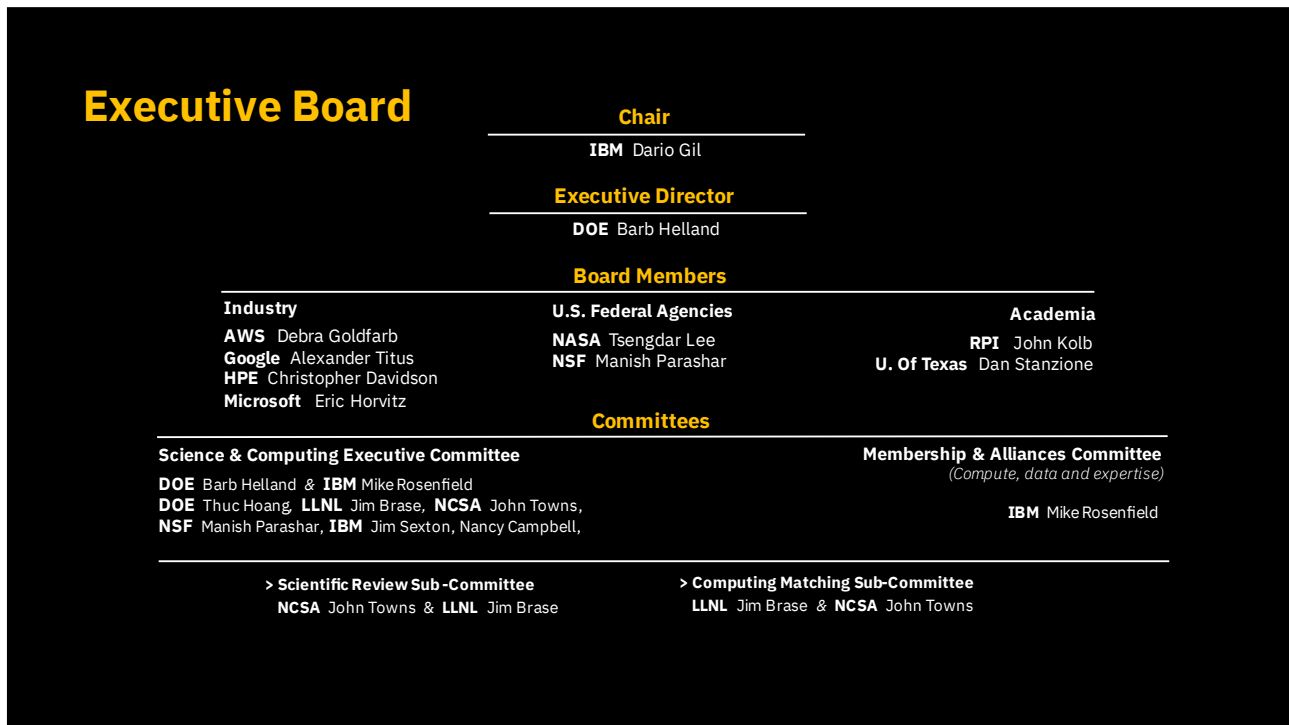 Executive Board
Chair
IBM Dario Gil
Executive Director
DOE Barb Helland
Board Members
Industry
AWS Debra Goldfarb
Google Alexander Titus
HPE Christopher Davidson
Microsoft Eric Horvitz
U.S. Federal Agencies
NASA Tsengdar Lee
NSF Manish Parashar
Academia
RPI John Kolb
U. Of Texas Dan Stanzione
Committees
Science & Computing Executive Committee
DOE Barb Helland & IBM Mike Rosenfield
DOE Thuc Hoang, LLNL Jim Brase, NCSA John Towns,
NSF Manish Parashar, IBM Jim Sexton, Nancy Campbell,
Membership & Alliances Committee
(Compute, data and expertise)
IBM Mike Rosenfield
> Scientific Review Sub-Committee
NCSA John Towns & LLNL Jim Brase
> Computing Matching Sub-Committee
LLNL Jim Brase & NCSA John Towns